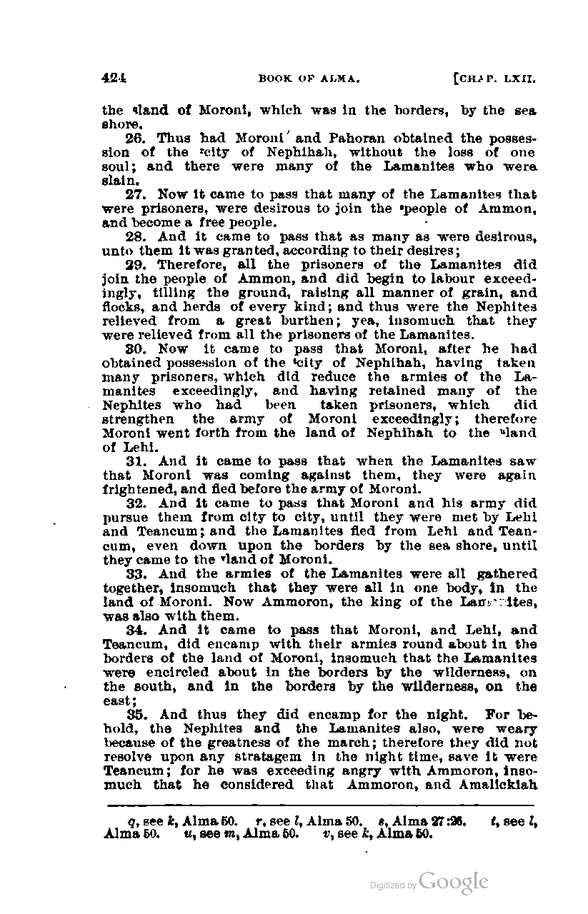 424 BOOK OF ALMA. [CHAP. LXII.
the qland of Moroni, which was in the borders, by the sea
shore.
26. Thus had Moroni and Pahoran obtained the posses-
sion of the rcity of Nephihah, without the loss of one
soul; and there were many of the Lamanites who were
slain.
27. Now it came to pass that many of the Lamanites that
were prisoners, were desirous to join the speople of Ammon,
and become a free people.
28. And it came to pass that as many as were desirous,
unto them it was granted, according to their desires;
29. Therefore, all the prisoners of the Lamanites did
join the people of Ammon, and did begin to labour exceed-
ingly, tilling the ground, raising all manner of grain, and
flocks, and herds of every kind; and thus were the Nephites
relieved from a great burthen; yea, insomuch that they
were relieved from all the prisoners of the Lamanites.
30. Now it came to pass that Moroni, after he had
obtained possession of the tcity of Nephihah, having taken
many prisoners, which did reduce the armies of the La-
manites exceedingly, and having retained many of the
Nephites who had been taken prisoners, which did
strengthen the army of Moroni exceedingly; therefore
Moroni went forth from the land of Nephihah to the uland
of Lehi.
31. And it came to pass that when the Lamanites saw
that Moroni was coming against them, they were again
frightened, and fled before the army of Moroni.
32. And it came to pass that Moroni and his army did
pursue them from city to city, until they were met by Lehi
and Teancum; and the Lamanites fled from Lehi and Tean-
cum, even down upon the borders by the sea shore, until
they came to the vland of Moroni.
33. And the armies of the Lamanites were all gathered
together, insomuch that they were all in one body, in the
land of Moroni. Now Ammoron, the king of the Lamanites,
was also with them.
34. And it came to pass that Moroni, and Lehi, and
Teancum, did encamp with their armies round about in the
borders of the land of Moroni, insomuch that the Lamanites
were encircled about in the borders by the wilderness, on
the south, and in the borders by the wilderness, on the
east;
35. And thus they did encamp for the night. For be-
hold, the Nephites and the Lamanites also, were weary
because of the greatness of the march; therefore they did not
resolve upon any stratagem in the night time, save it were
Teancum; for he was exceeding angry with Ammoron, inso-
much that he considered that Ammoron, and Amalickiah
q, see k, Alma 50. r, see l, Alma 50. s, Alma 27:26. t, see l,
Alma 50. u, see m, Alma 50. v, see k, Alma 50.
Digitized by Google